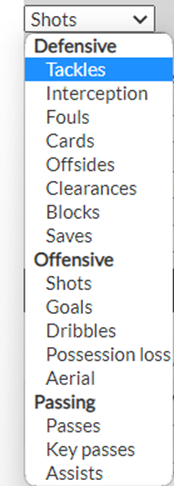 Shots
Defensive
Tackles
Interception
Fouls
Cards
Offsides
Clearances
Blocks
Saves
Offensive
Shots
Goals
Dribbles
Possession loss
Aerial
Passing
Passes
Key passes
Assists